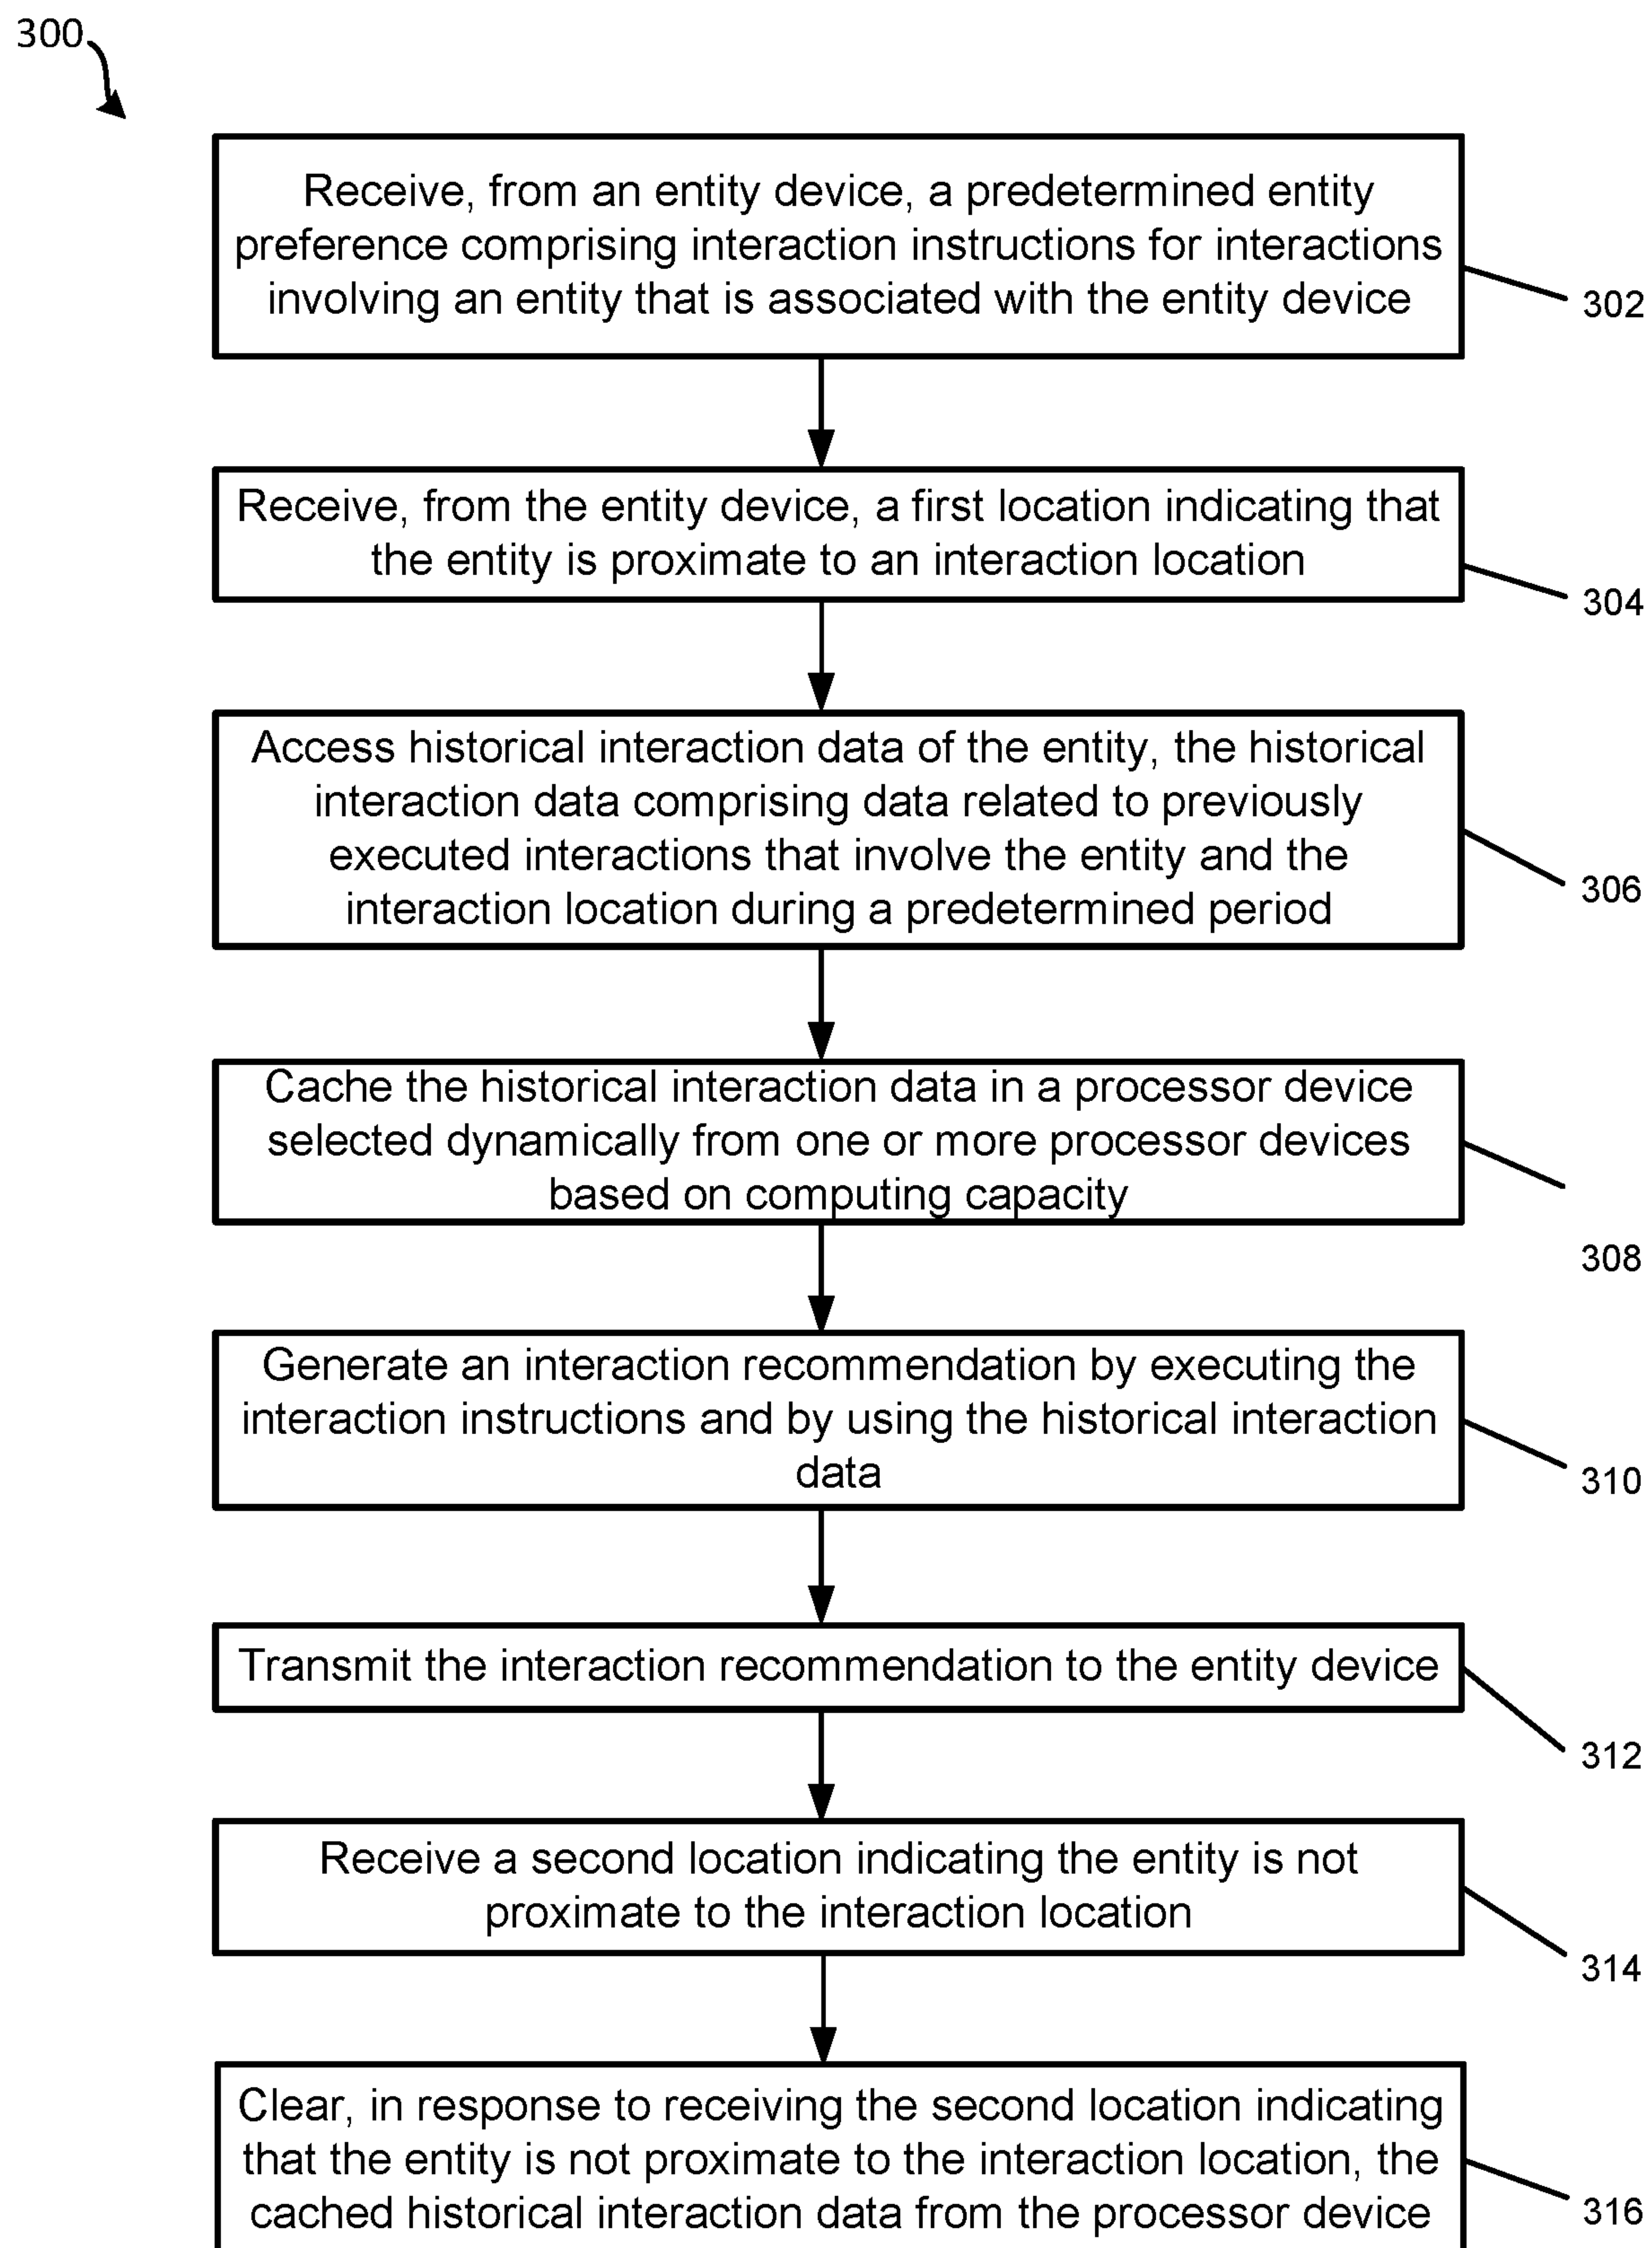 300
Receive, from an entity device, a predetermined entity
preference comprising interaction instructions for interactions
involving an entity that is associated with the entity device
302
Receive, from the entity device, a first location indicating that
the entity is proximate to an interaction location
304
Access historical interaction data of the entity, the historical
interaction data comprising data related to previously
executed interactions that involve the entity and the
interaction location during a predetermined period
306
Cache the historical interaction data in a processor device
selected dynamically from one or more processor devices
based on computing capacity
308
Generate an interaction recommendation by executing the
interaction instructions and by using the historical interaction
data
310
Transmit the interaction recommendation to the entity device
312
Receive a second location indicating the entity is not
proximate to the interaction location
314
Clear, in response to receiving the second location indicating
that the entity is not proximate to the interaction location, the
cached historical interaction data from the processor device
316